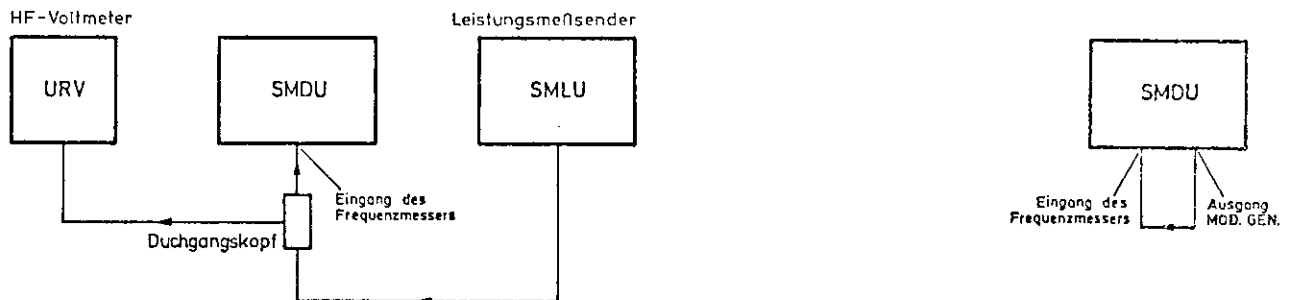 HF-Voltmeter
Leistungsmeßsender
URV
SMDU
SMLU
SMDU
Eingang des
Frequenzmessers
Duchgangskopf
Eingang des
Frequenzmessers
Ausgang
MOD. GEN.